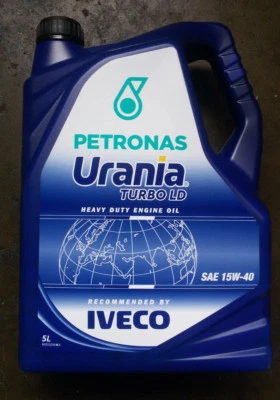 PETRONAS
Urania
TURBO LD
HEAVY DUTY ENGINE OIL
SAE 15W-40
RECOMMENDED BY
IVECO
5L